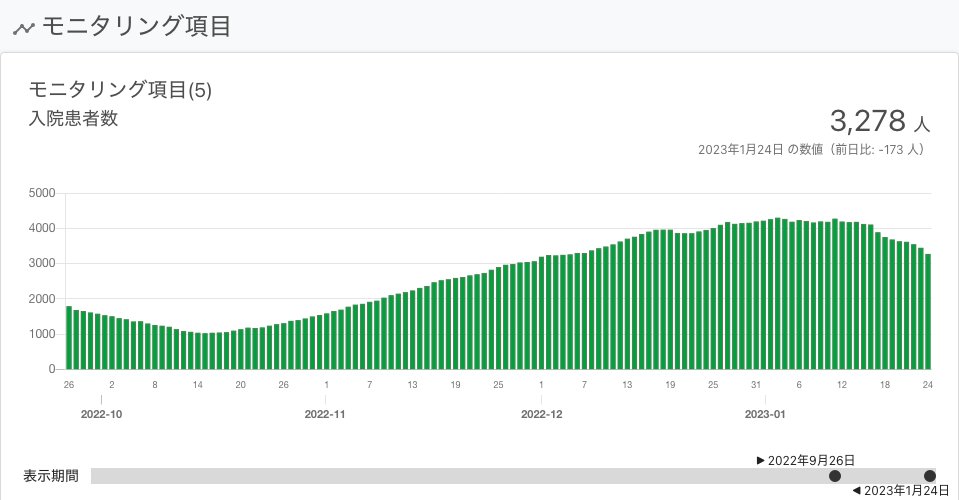 モニタリング項目
モニタリング項目(5)
入院患者数
3,278 人
2023年1月24日 の数値（前日比: -173 人）
5000
4000
3000
2000
1000
0
26 2 8 14 20 26 1 7 13 19 25 1 7 13 19 25 31 6 12 18 24
2022-10 2022-11 2022-12 2023-01
▶ 2022年9月26日
表示期間
◀ 2023年1月24日